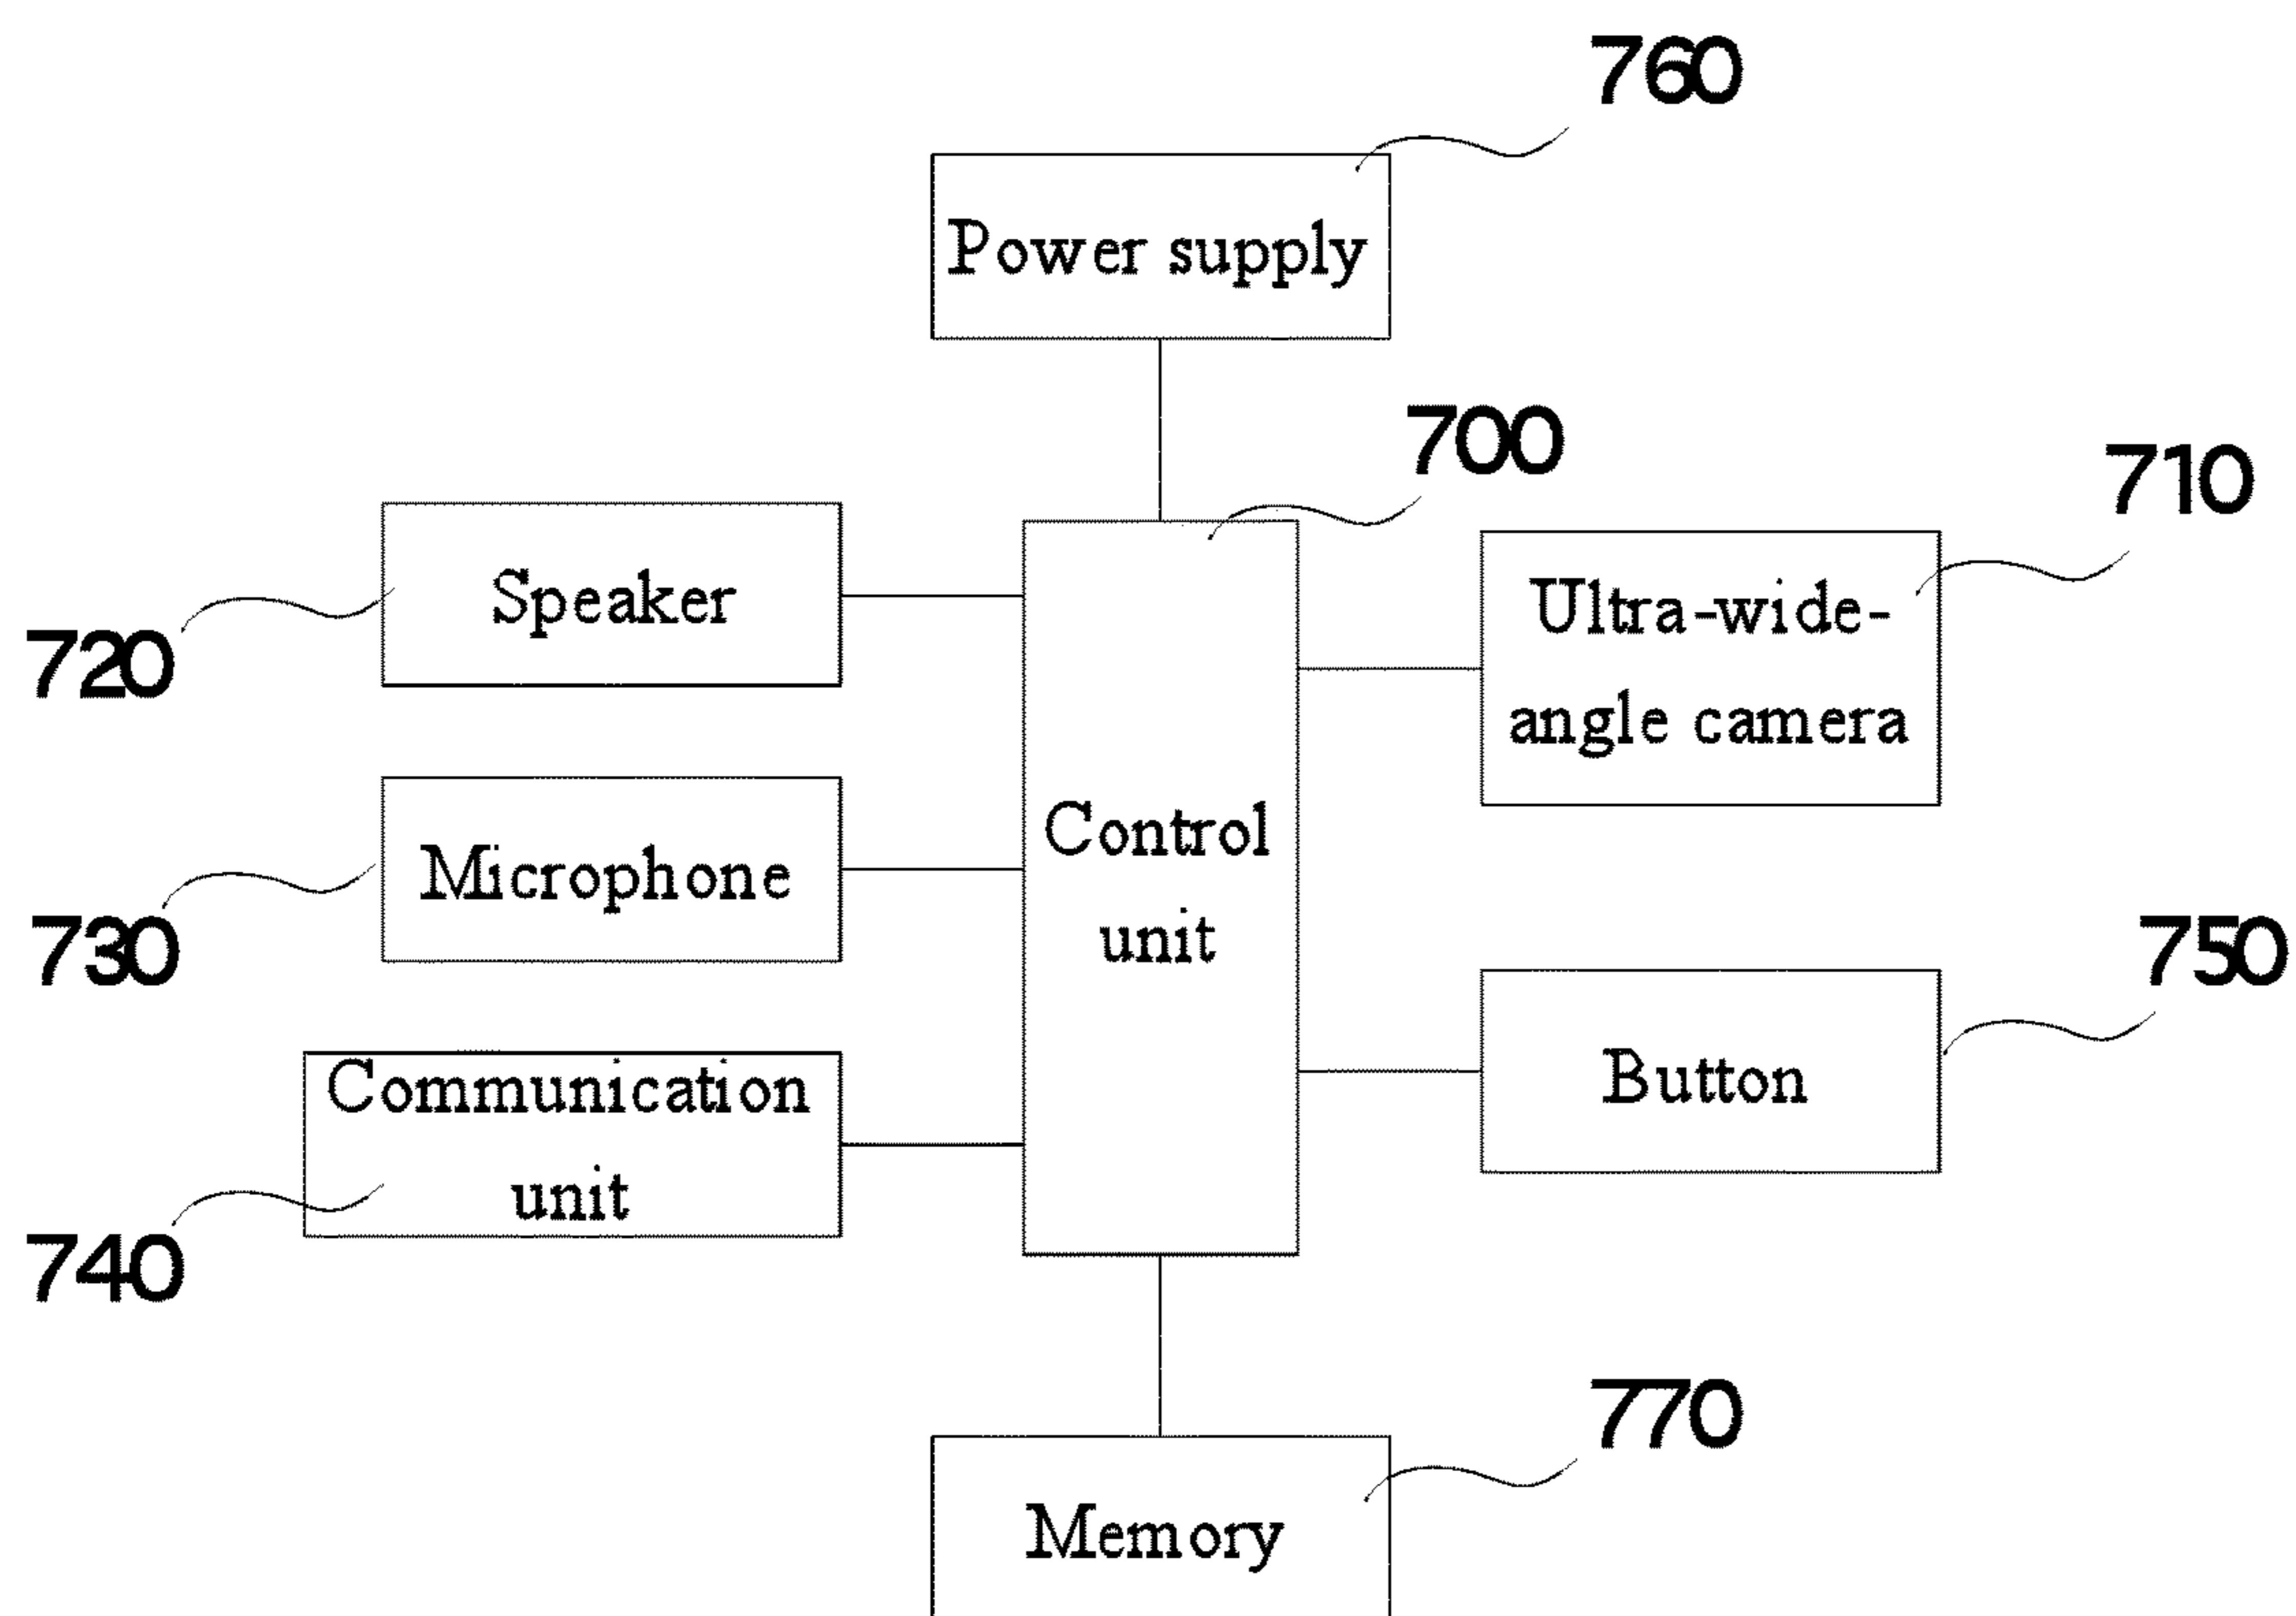 760
Power supply
700
710
Speaker
Ultra-wide-
angle camera
720
Microphone
Control
unit
730
750
Button
Communication
unit
740
770
Memory